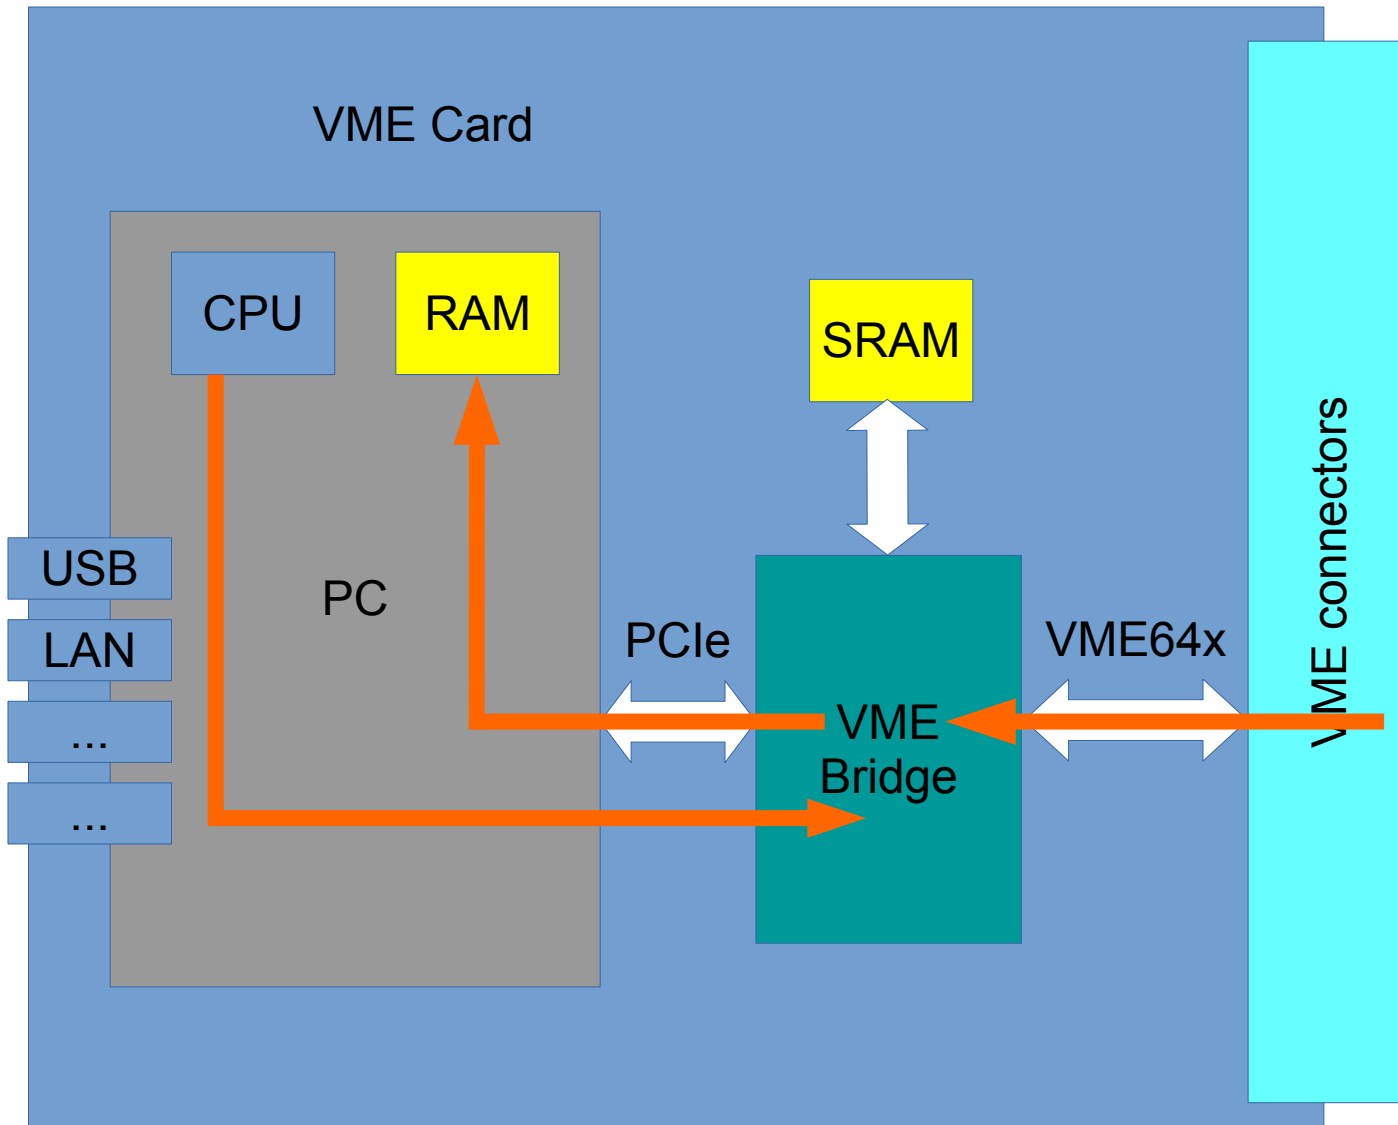 VME Card
CPU
RAM
SRAM
USB
LAN
...
...
PC
PCIe
VME
Bridge
VME64x
VME connectors